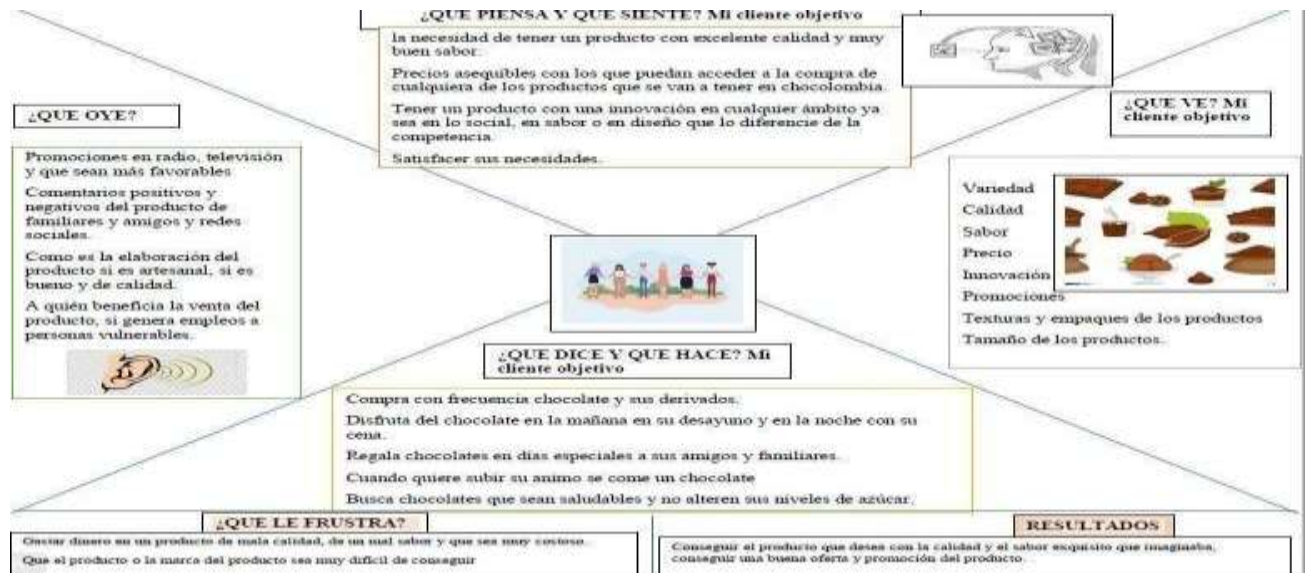 ¿QUE PIENSA Y QUE SIENTE? Mi cliente objetivo
la necesidad de tener un producto con excelente calidad y muy
buen sabor.
Precios asequibles con los que puedan acceder a la compra de
cualquiera de los productos que se van a tener en chocolombia.
Tener un producto con una innovación en cualquier ámbito ya
sea en lo social, en sabor o en diseño que lo diferencie de la
competencia.
Satisfacer sus necesidades.
¿QUE OYE?
Promociones en radio, televisión
y que sean más favorables
Comentarios positivos y
negativos del producto de
familiares y amigos y redes
sociales.
Como es la elaboración del
producto si es artesanal, si es
bueno y de calidad.
A quién beneficia la venta del
producto, si genera empleos a
personas vulnerables.
¿QUE VE? Mi
cliente objetivo
Variedad
Calidad
Sabor
Precio
Innovación
Promociones
Texturas y empaques de los productos
Tamaño de los productos.
¿QUE DICE Y QUE HACE? Mi
cliente objetivo
Compra con frecuencia chocolate y sus derivados.
Disfruta del chocolate en la mañana en su desayuno y en la noche con su
cena.
Regala chocolates en días especiales a sus amigos y familiares.
Cuando quiere subir su animo se come un chocolate
Busca chocolates que sean saludables y no alteren sus niveles de azúcar.
¿QUE LE FRUSTRA?
Gastar dinero en un producto de mala calidad, de un mal sabor y que sea muy costoso.
Que el producto o la marca del producto sea muy difícil de conseguir
RESULTADOS
Conseguir el producto que desea con la calidad y el sabor exquisito que imaginaba,
conseguir una buena oferta y promoción del producto.